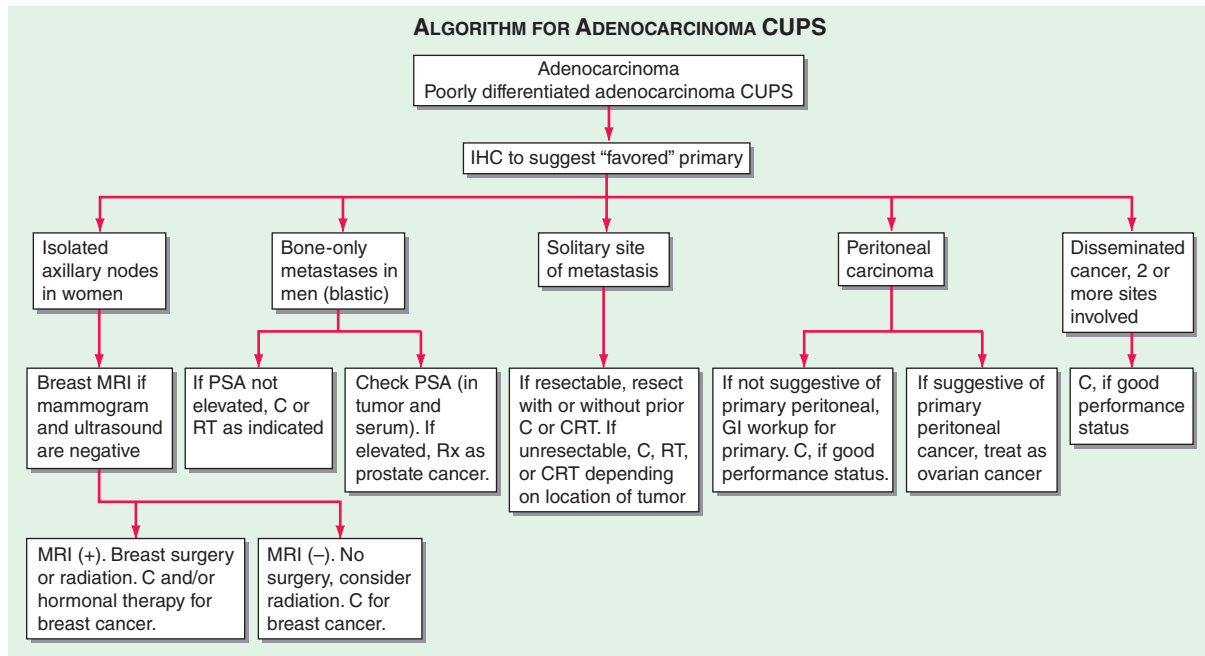 ALGORITHM FOR ADENOCARCINOMA CUPS
Adenocarcinoma
Poorly differentiated adenocarcinoma CUPS
IHC to suggest “favored” primary
Isolated
axillary nodes
in women
Bone-only
metastases in
men (blastic)
Solitary site
of metastasis
Peritoneal
carcinoma
Disseminated
cancer, 2 or
more sites
involved
Breast MRI if
mammogram
and ultrasound
are negative
If PSA not
elevated, C or
RT as indicated
Check PSA (in
tumor and
serum). If
elevated, Rx as
prostate cancer.
If resectable, resect
with or without prior
C or CRT. If
unresectable, C, RT,
or CRT depending
on location of tumor
If not suggestive of
primary peritoneal,
GI workup for
primary. C, if good
performance status.
If suggestive of
primary
peritoneal
cancer, treat as
ovarian cancer
C, if good
performance
status
MRI (+). Breast surgery
or radiation. C and/or
hormonal therapy for
breast cancer.
MRI (–). No
surgery, consider
radiation. C for
breast cancer.